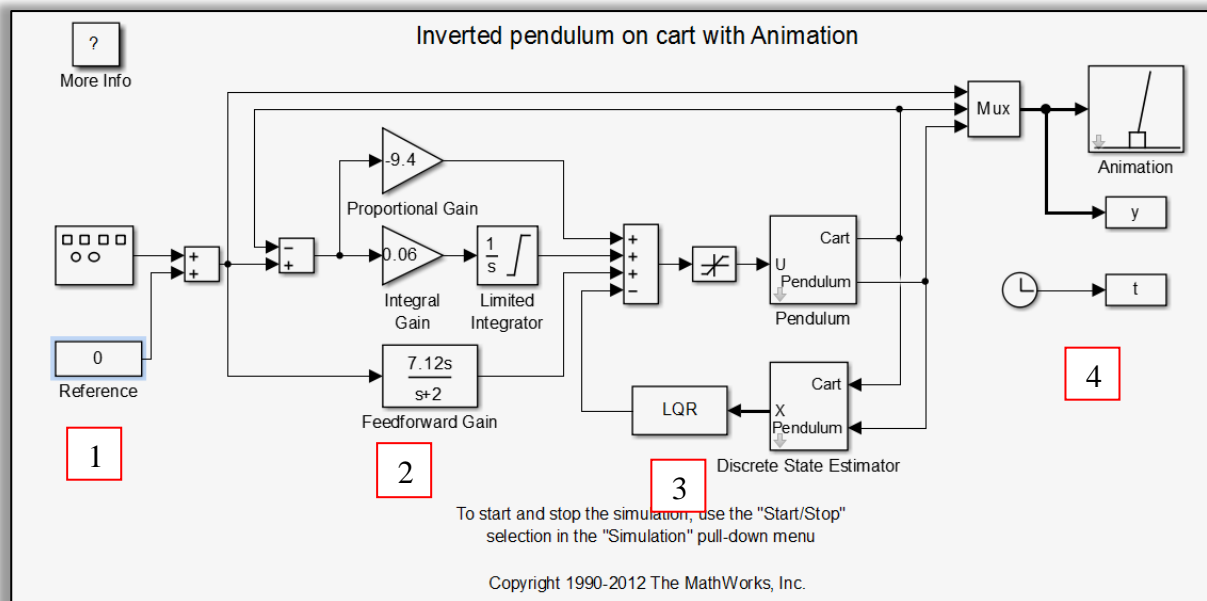 Inverted pendulum on cart with Animation
?
More Info
Mux
Animation
-9.4
Proportional Gain
y
+
+
−
+
0.06
Integral
Gain
1
s
Limited
Integrator
+
+
+
−
Cart
U
Pendulum
Pendulum
t
0
Reference
7.12s
s+2
Feedforward Gain
LQR
Cart
X
Pendulum
Discrete State Estimator
1
2
3
4
To start and stop the simulation, use the "Start/Stop"
selection in the "Simulation" pull-down menu
Copyright 1990-2012 The MathWorks, Inc.